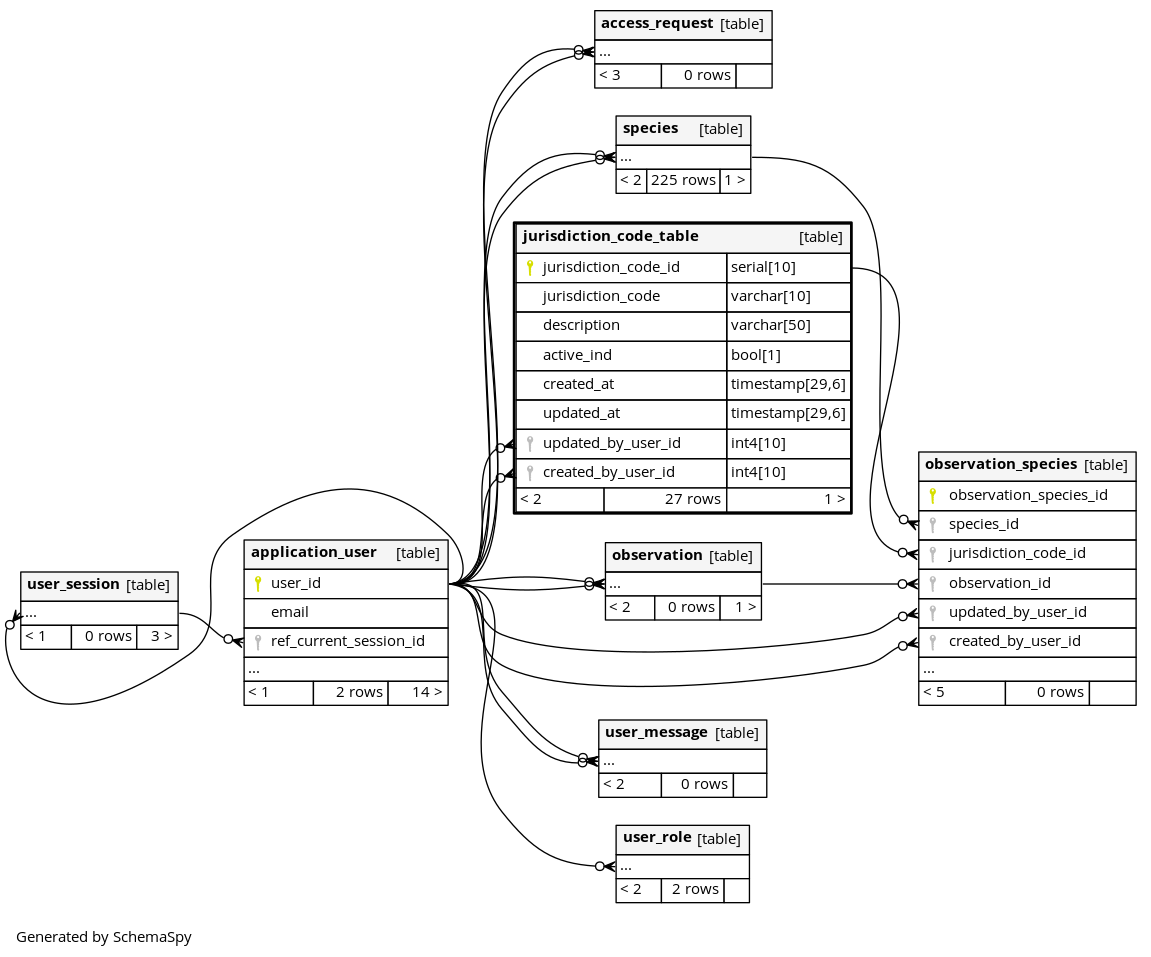 access_request [table]
...
< 3 0 rows
species [table]
...
< 2 225 rows 1 >
jurisdiction_code_table [table]
jurisdiction_code_id serial[10]
jurisdiction_code varchar[10]
description varchar[50]
active_ind bool[1]
created_at timestamp[29,6]
updated_at timestamp[29,6]
updated_by_user_id int4[10]
created_by_user_id int4[10]
< 2 27 rows 1 >
observation_species [table]
observation_species_id
species_id
jurisdiction_code_id
observation_id
updated_by_user_id
created_by_user_id
...
< 5 0 rows
application_user [table]
user_id
email
ref_current_session_id
...
< 1 2 rows 14 >
observation [table]
...
< 2 0 rows 1 >
user_session [table]
...
< 1 0 rows 3 >
user_message [table]
...
< 2 0 rows
user_role [table]
...
< 2 2 rows
Generated by SchemaSpy